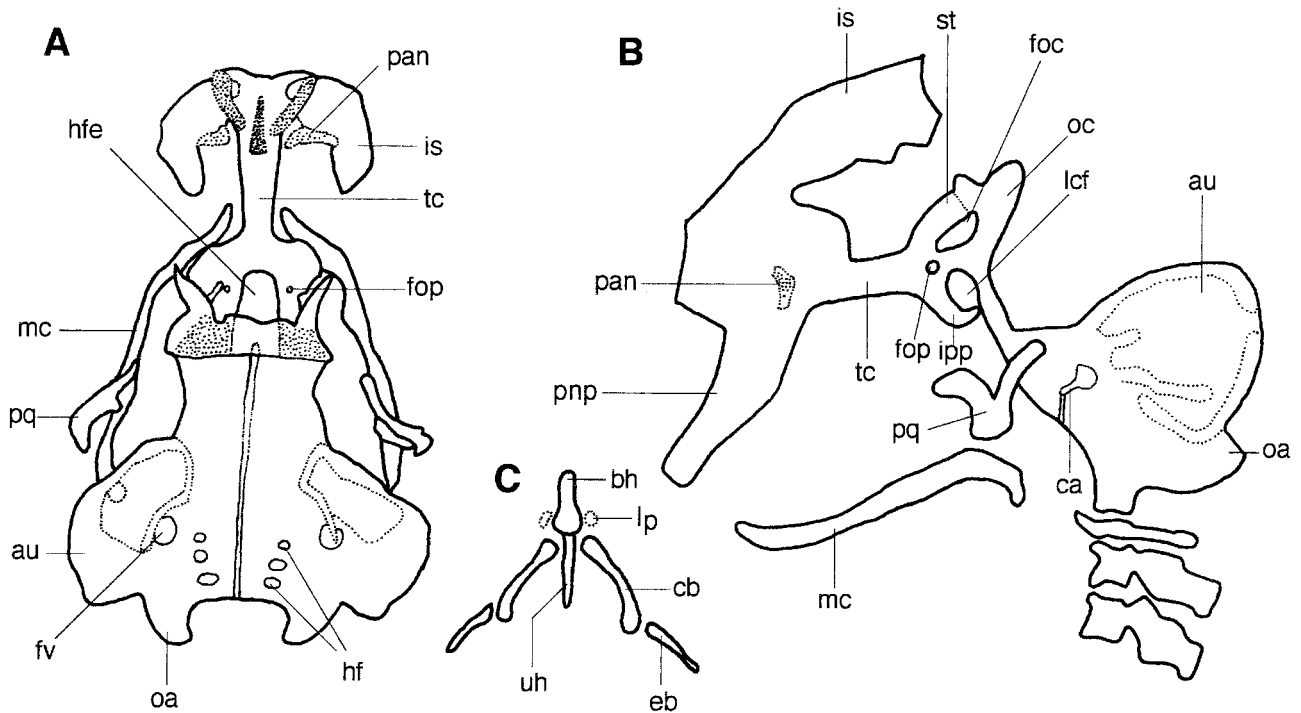 A
pan
hfe
is
tc
fop
mc
pq
au
fv
oa
hf
B
is
st
foc
oc
lcf
au
pan
fop
ipp
tc
pnp
pq
oa
ca
mc
C
bh
lp
cb
uh
eb